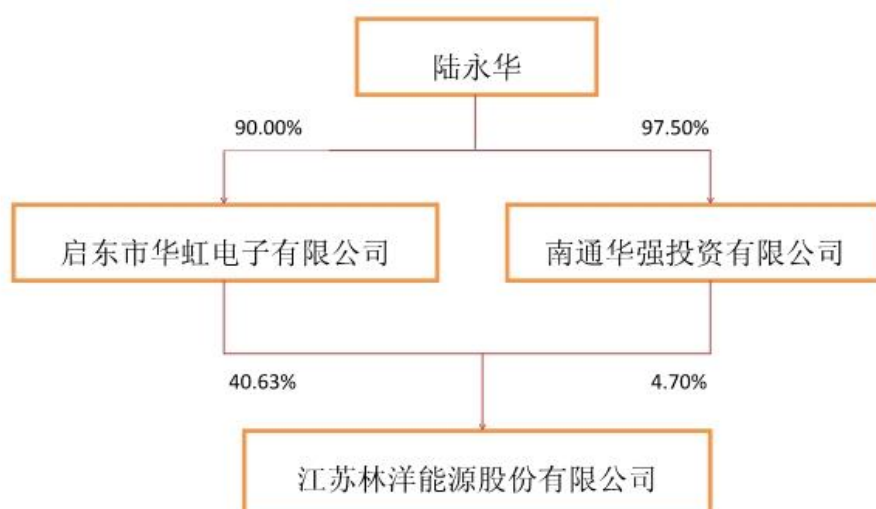 陆永华
90.00%
97.50%
启东市华虹电子有限公司
南通华强投资有限公司
40.63%
4.70%
江苏林洋能源股份有限公司